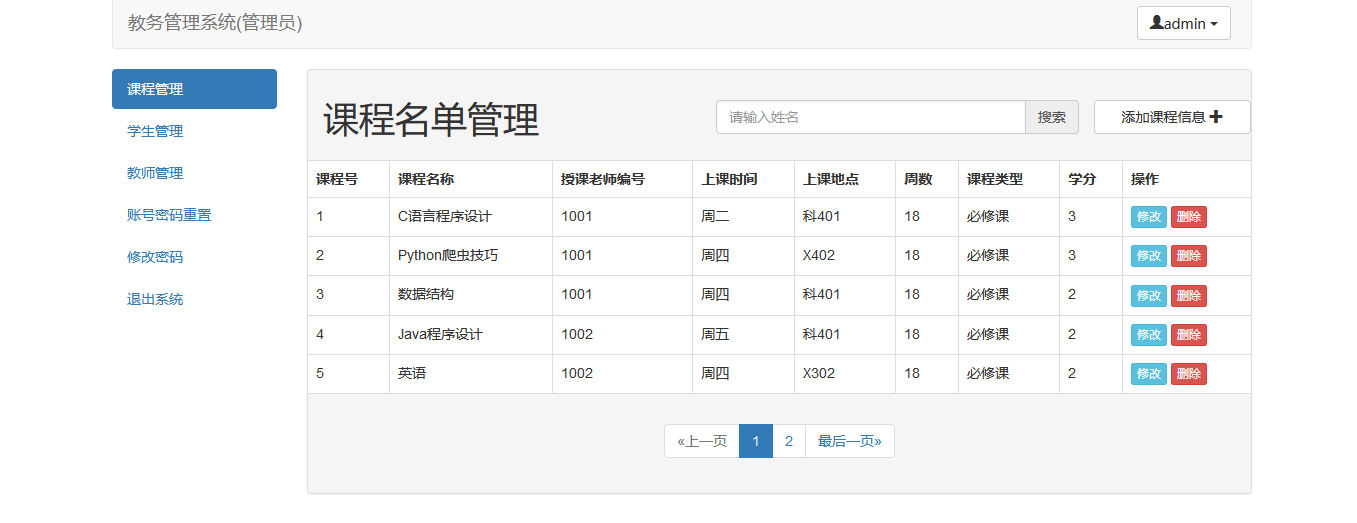 教务管理系统(管理员)
admin
课程管理
学生管理
教师管理
账号密码重置
修改密码
退出系统
课程名单管理
请输入姓名
搜索
添加课程信息
课程号 课程名称 授课老师编号 上课时间 上课地点 周数 课程类型 学分 操作
1 C语言程序设计 1001 周二 科401 18 必修课 3 修改 删除
2 Python爬虫技巧 1001 周四 X402 18 必修课 3 修改 删除
3 数据结构 1001 周四 科401 18 必修课 2 修改 删除
4 Java程序设计 1002 周五 科401 18 必修课 2 修改 删除
5 英语 1002 周四 X302 18 必修课 2 修改 删除
«上一页 1 2 最后一页»